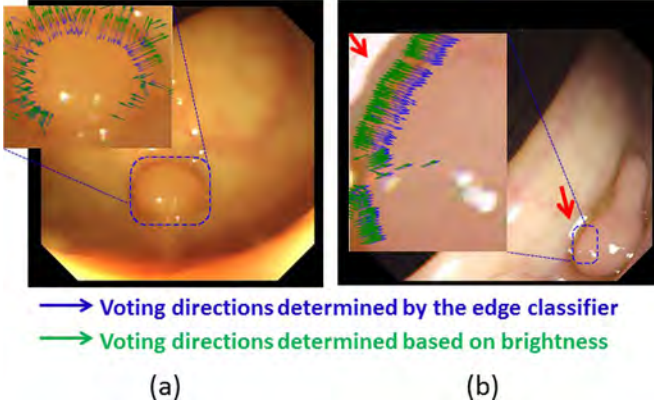 Voting directions determined by the edge classifier
Voting directions determined based on brightness
(a)
(b)